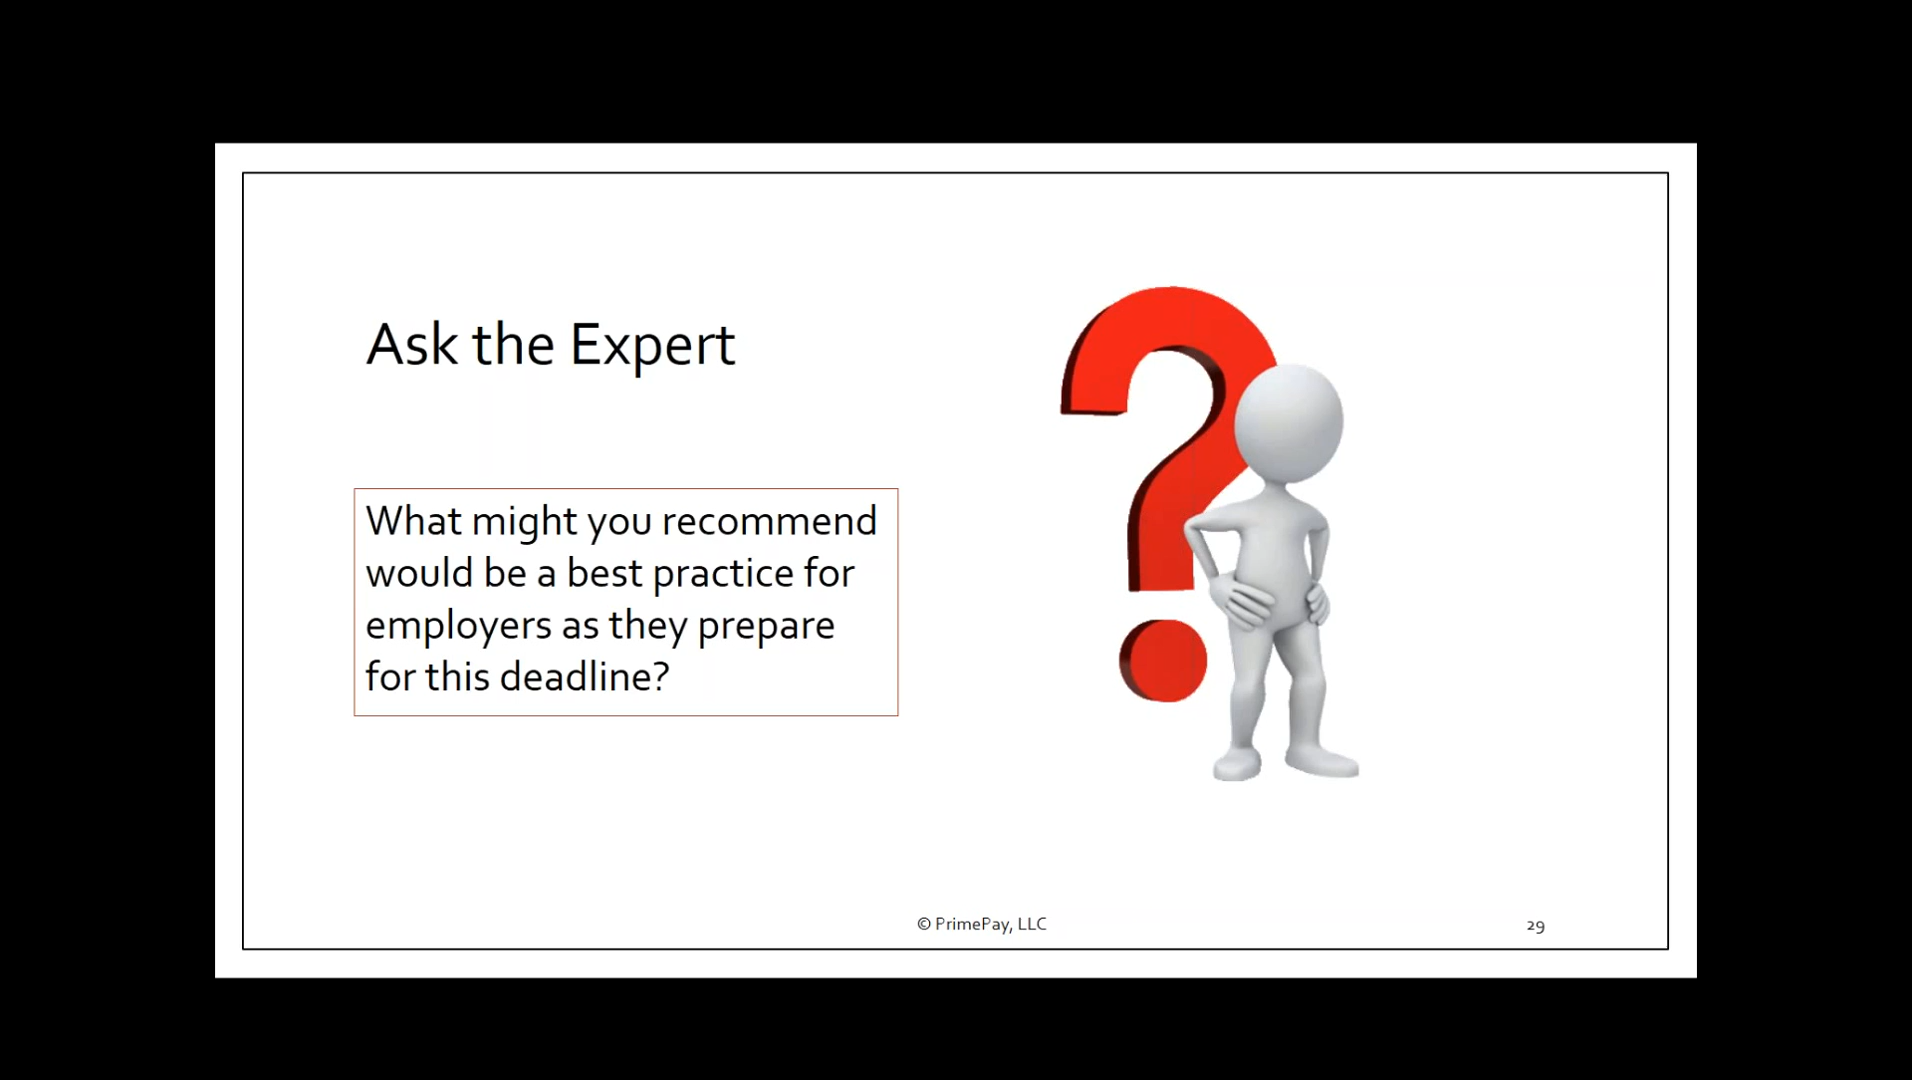 Ask the Expert
What might you recommend
would be a best practice for
employers as they prepare
for this deadline?
© PrimePay, LLC
29